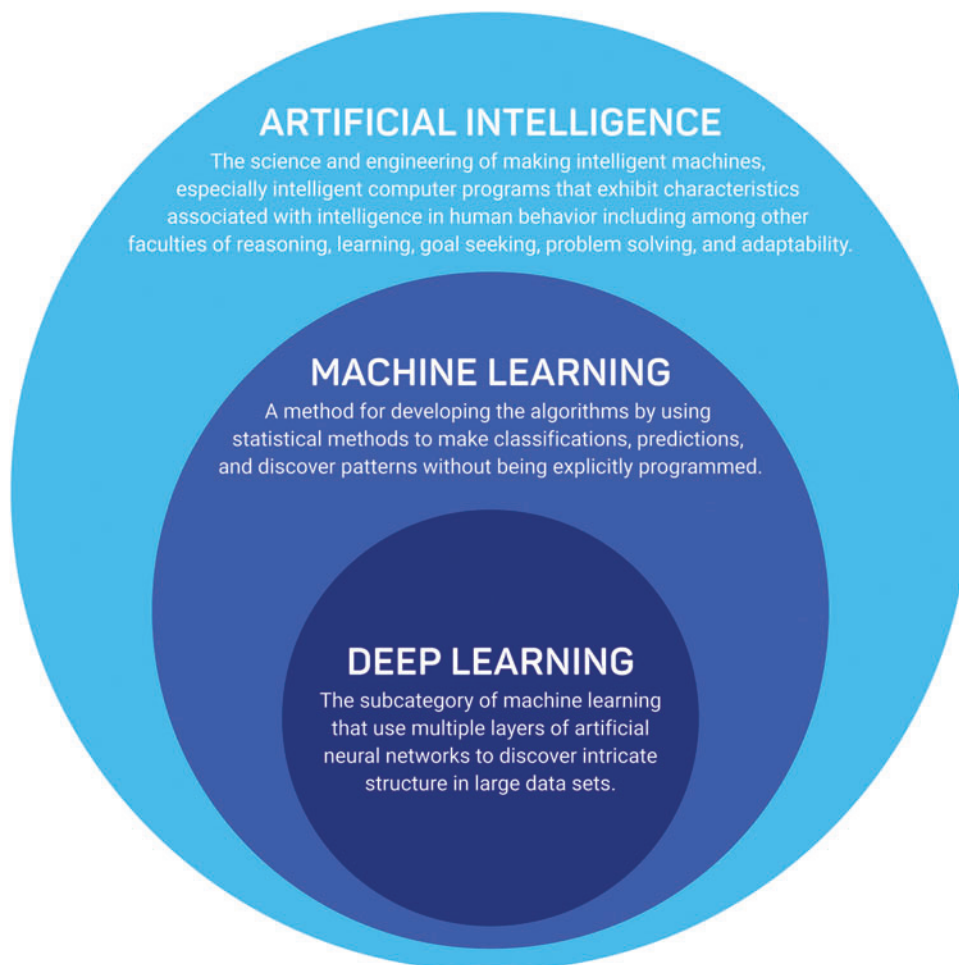 ARTIFICIAL INTELLIGENCE
The science and engineering of making intelligent machines,
especially intelligent computer programs that exhibit characteristics
associated with intelligence in human behavior including among other
faculties of reasoning, learning, goal seeking, problem solving, and adaptability.
MACHINE LEARNING
A method for developing the algorithms by using
statistical methods to make classifications, predictions,
and discover patterns without being explicitly programmed.
DEEP LEARNING
The subcategory of machine learning
that use multiple layers of artificial
neural networks to discover intricate
structure in large data sets.